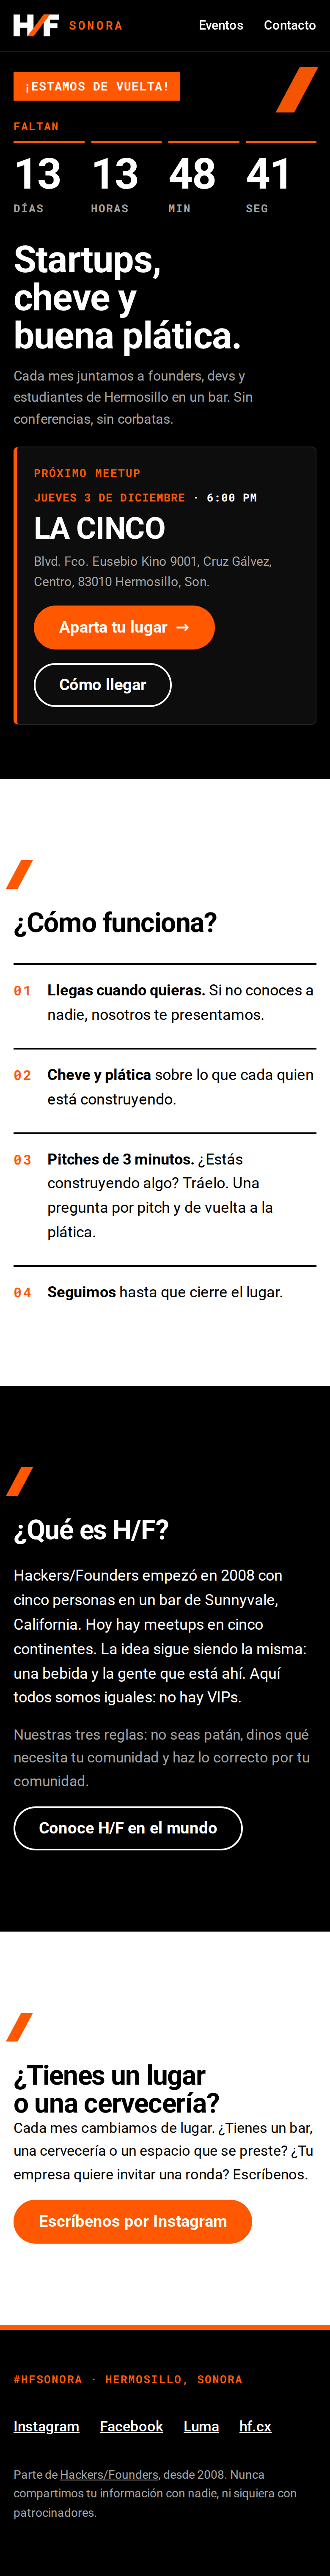 H/F SONORA Eventos Contacto
¡ESTAMOS DE VUELTA!
FALTAN
13 13 48 41
DÍAS HORAS MIN SEG
Startups,
cheve y
buena plática.
Cada mes juntamos a founders, devs y
estudiantes de Hermosillo en un bar. Sin
conferencias, sin corbatas.
PRÓXIMO MEETUP
JUEVES 3 DE DICIEMBRE · 6:00 PM
LA CINCO
Blvd. Fco. Eusebio Kino 9001, Cruz Gálvez,
Centro, 83010 Hermosillo, Son.
Aparta tu lugar →
Cómo llegar
¿Cómo funciona?
01 Llegas cuando quieras. Si no conoces a
nadie, nosotros te presentamos.
02 Cheve y plática sobre lo que cada quien
está construyendo.
03 Pitches de 3 minutos. ¿Estás
construyendo algo? Tráelo. Una
pregunta por pitch y de vuelta a la
plática.
04 Seguimos hasta que cierre el lugar.
¿Qué es H/F?
Hackers/Founders empezó en 2008 con
cinco personas en un bar de Sunnyvale,
California. Hoy hay meetups en cinco
continentes. La idea sigue siendo la misma:
una bebida y la gente que está ahí. Aquí
todos somos iguales: no hay VIPs.
Nuestras tres reglas: no seas patán, dinos qué
necesita tu comunidad y haz lo correcto por tu
comunidad.
Conoce H/F en el mundo
¿Tienes un lugar
o una cervecería?
Cada mes cambiamos de lugar. ¿Tienes un bar,
una cervecería o un espacio que se preste? ¿Tu
empresa quiere invitar una ronda? Escríbenos.
Escríbenos por Instagram
#HFSONORA · HERMOSILLO, SONORA
Instagram Facebook Luma hf.cx
Parte de Hackers/Founders, desde 2008. Nunca
compartimos tu información con nadie, ni siquiera con
patrocinadores.